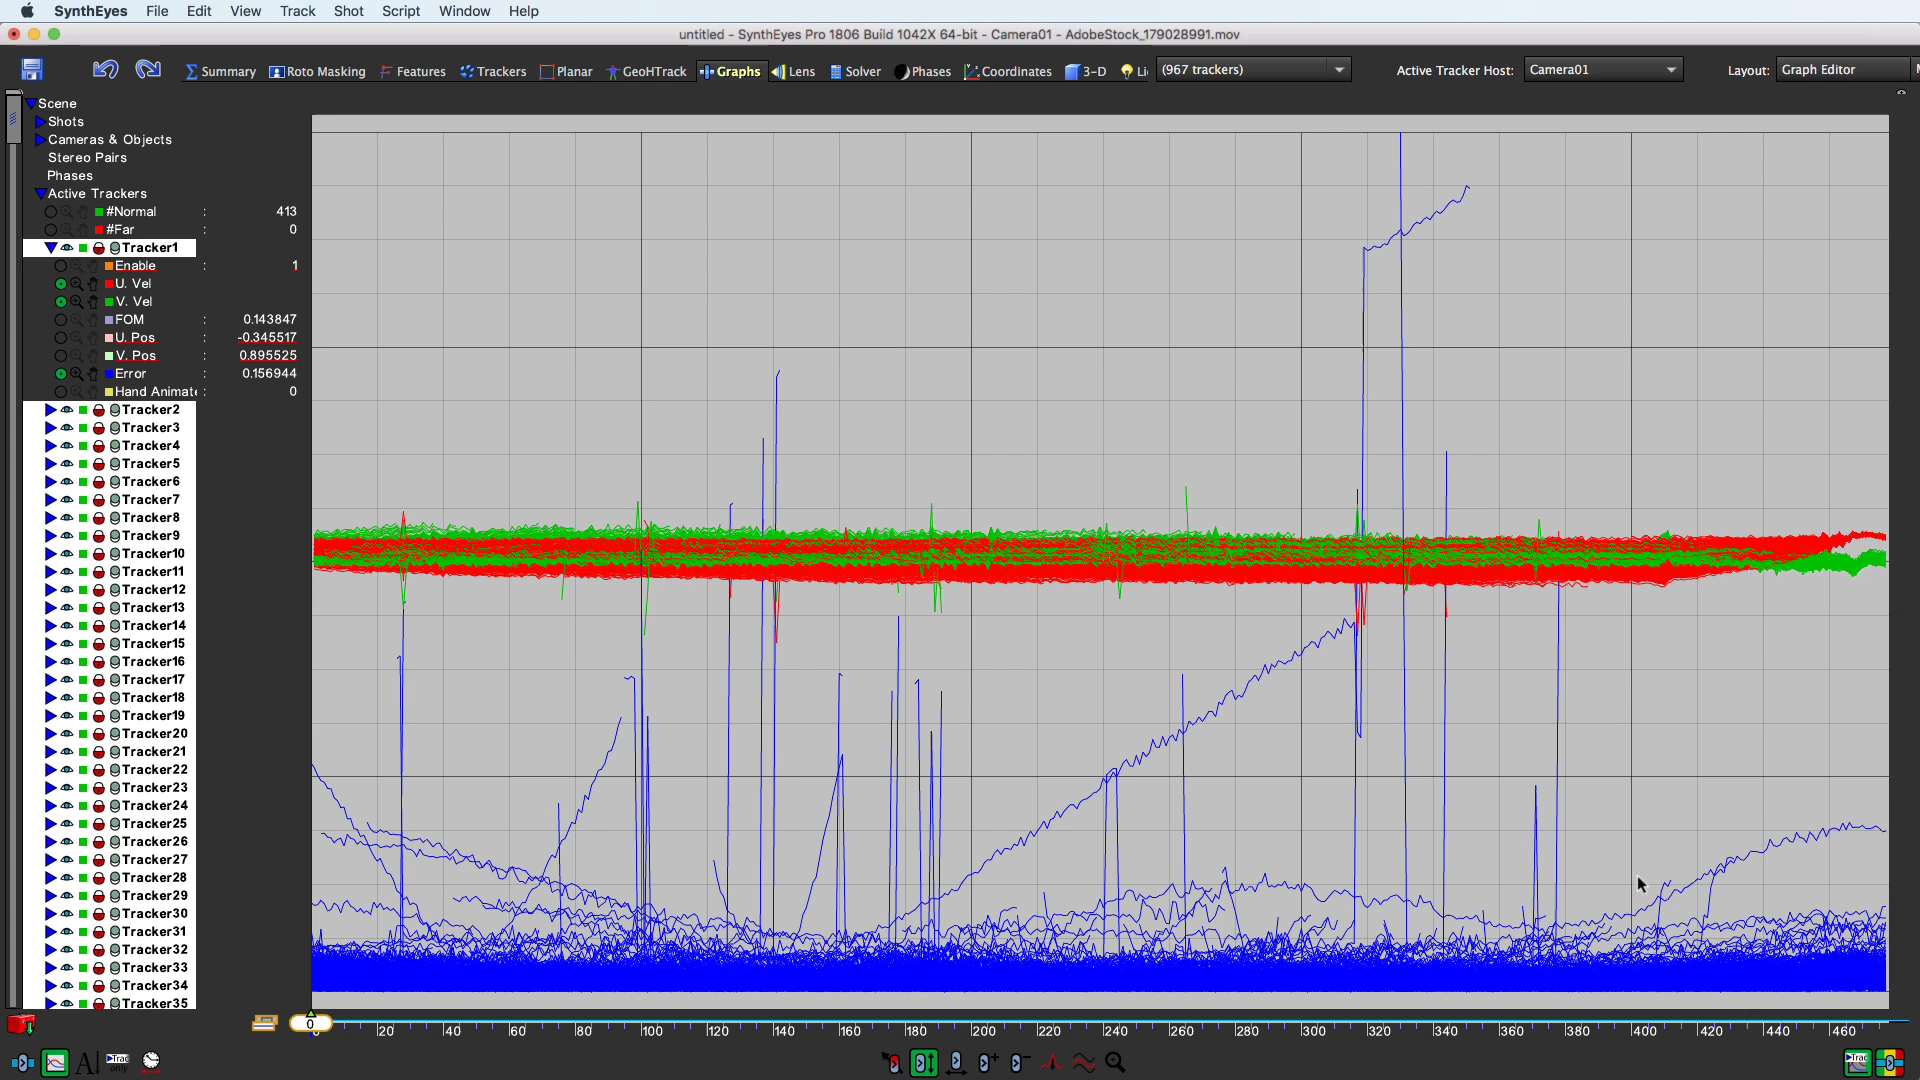 SynthEyes File Edit View Track Shot Script Window Help
untitled - SynthEyes Pro 1806 Build 1042X 64-bit - Camera01 - AdobeStock_179028991.mov
Summary Roto Masking Features Trackers Planar GeoHTrack Graphs Lens Solver Phases Coordinates 3-D Li (967 trackers) Active Tracker Host: Camera01 Layout: Graph Editor
Scene
Shots
Cameras & Objects
Stereo Pairs
Phases
Active Trackers
#Normal : 413
#Far : 0
Tracker1
Enable : 1
U. Vel
V. Vel
FOM : 0.143847
U. Pos : -0.345517
V. Pos : 0.895525
Error : 0.156944
Hand Animate : 0
Tracker2
Tracker3
Tracker4
Tracker5
Tracker6
Tracker7
Tracker8
Tracker9
Tracker10
Tracker11
Tracker12
Tracker13
Tracker14
Tracker15
Tracker16
Tracker17
Tracker18
Tracker19
Tracker20
Tracker21
Tracker22
Tracker23
Tracker24
Tracker25
Tracker26
Tracker27
Tracker28
Tracker29
Tracker30
Tracker31
Tracker32
Tracker33
Tracker34
Tracker35
0 20 40 60 80 100 120 140 160 180 200 220 240 260 280 300 320 340 360 380 400 420 440 460
A Trac only
Trac